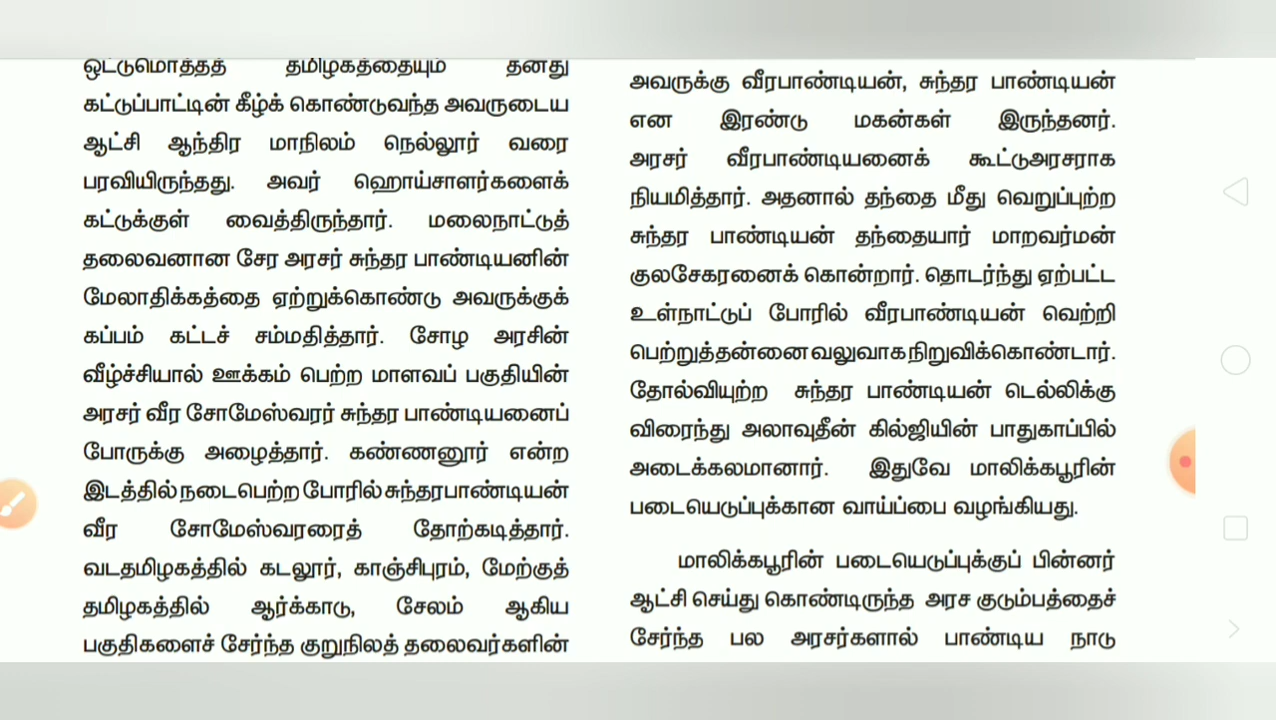 ஒட்டுமொத்தத் தமிழகத்தையும் தனது
கட்டுப்பாட்டின் கீழ்க் கொண்டுவந்த அவருடைய
ஆட்சி ஆந்திர மாநிலம் நெல்லூர் வரை
பரவியிருந்தது. அவர் ஹொய்சாளர்களைக்
கட்டுக்குள் வைத்திருந்தார். மலைநாட்டுத்
தலைவனான சேர அரசர் சுந்தர பாண்டியனின்
மேலாதிக்கத்தை ஏற்றுக்கொண்டு அவருக்குக்
கப்பம் கட்டச் சம்மதித்தார். சோழ அரசின்
வீழ்ச்சியால் ஊக்கம் பெற்ற மாளவப் பகுதியின்
அரசர் வீர சோமேஸ்வரர் சுந்தர பாண்டியனைப்
போருக்கு அழைத்தார். கண்ணனூர் என்ற
இடத்தில் நடைபெற்ற போரில் சுந்தரபாண்டியன்
வீர சோமேஸ்வரரைத் தோற்கடித்தார்.
வடதமிழகத்தில் கடலூர், காஞ்சிபுரம், மேற்குத்
தமிழகத்தில் ஆர்க்காடு, சேலம் ஆகிய
பகுதிகளைச் சேர்ந்த குறுநிலத் தலைவர்களின்
அவருக்கு வீரபாண்டியன், சுந்தர பாண்டியன்
என இரண்டு மகன்கள் இருந்தனர்.
அரசர் வீரபாண்டியனைக் கூட்டுஅரசராக
நியமித்தார். அதனால் தந்தை மீது வெறுப்புற்ற
சுந்தர பாண்டியன் தந்தையார் மாறவர்மன்
குலசேகரனைக் கொன்றார். தொடர்ந்து ஏற்பட்ட
உள்நாட்டுப் போரில் வீரபாண்டியன் வெற்றி
பெற்றுத்தன்னை வலுவாக நிறுவிக்கொண்டார்.
தோல்வியுற்ற சுந்தர பாண்டியன் டெல்லிக்கு
விரைந்து அலாவுதீன் கில்ஜியின் பாதுகாப்பில்
அடைக்கலமானார். இதுவே மாலிக்கபூரின்
படையெடுப்புக்கான வாய்ப்பை வழங்கியது.
மாலிக்கபூரின் படையெடுப்புக்குப் பின்னர்
ஆட்சி செய்து கொண்டிருந்த அரச குடும்பத்தைச்
சேர்ந்த பல அரசர்களால் பாண்டிய நாடு